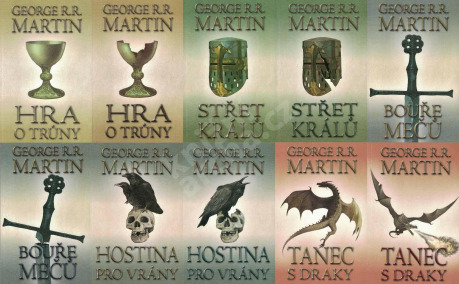 GEORGE R.R.
MARTIN
HRA
O TRŮNY
GEORGE R.R.
MARTIN
HRA
O TRŮNY
GEORGE R.R.
MARTIN
STŘET
KRÁLŮ
GEORGE R.R.
MARTIN
STŘET
KRÁLŮ
GEORGE R.R.
MARTIN
BOUŘE
MEČŮ
GEORGE R.R.
MARTIN
BOUŘE
MEČŮ
GEORGE R.R.
MARTIN
HOSTINA
PRO VRÁNY
GEORGE R.R.
MARTIN
HOSTINA
PRO VRÁNY
GEORGE R.R.
MARTIN
TANEC
S DRAKY
GEORGE R.R.
MARTIN
TANEC
S DRAKY